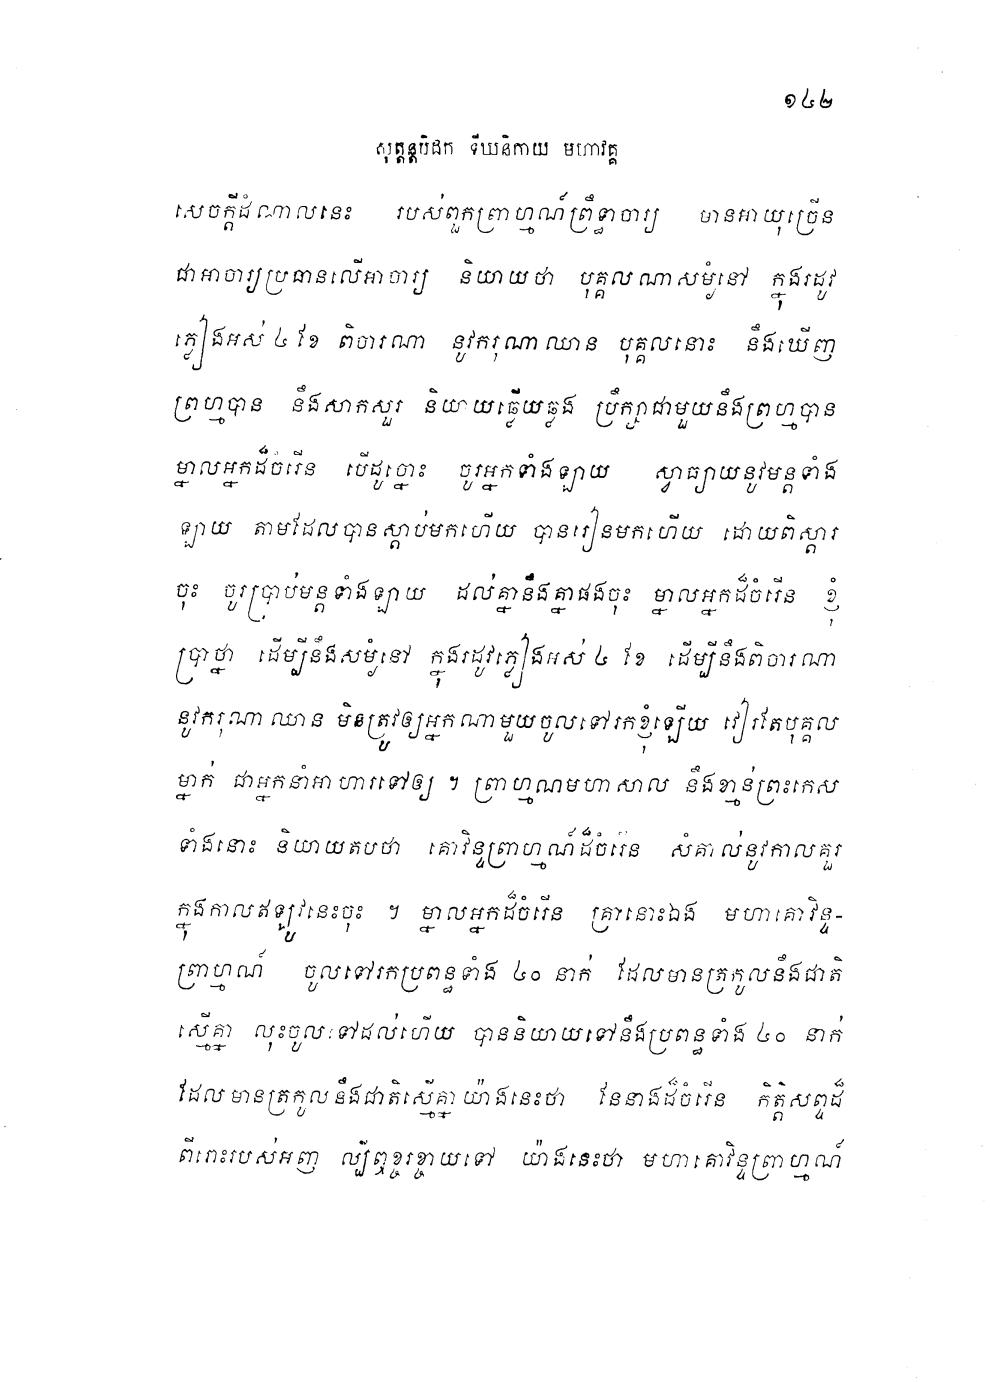 ១៤២
សុត្តន្តបិដក ទីឃនិកាយ មហាវគ្គ
សេចក្តីដំណាលនេះ របស់ពួកព្រាហ្មណ៍ព្រឹទ្ធាចារ្យ មានអាយុច្រើន
ជាអាចារ្យប្រធានលើអាចារ្យ និយាយថា បុគ្គលណាសម្ងំនៅ ក្នុងរដូវ
ភ្លៀងអស់ ៤ ខែ ពិចារណា នូវករុណាឈាន បុគ្គលនោះ នឹងឃើញ
ព្រហ្មបាន នឹងសាកសួរ និយាយឆ្លើយឆ្លង ប្រឹក្សាជាមួយនឹងព្រហ្មបាន
ម្នាលអ្នកដ៏ចំរើន បើដូច្នោះ ចូរអ្នកទាំងឡាយ ស្វាធ្យាយនូវមន្តទាំង
ឡាយ តាមដែលបានស្តាប់មកហើយ បានរៀនមកហើយ ដោយពិស្តារ
ចុះ ចូរប្រាប់មន្តទាំងឡាយ ដល់គ្នានឹងគ្នាផងចុះ ម្នាលអ្នកដ៏ចំរើន ខ្ញុំ
ប្រាថ្នា ដើម្បីនឹងសម្ងំនៅ ក្នុងរដូវភ្លៀងអស់ ៤ ខែ ដើម្បីនឹងពិចារណា
នូវករុណាឈាន មិនត្រូវឲ្យអ្នកណាមួយចូលទៅរកខ្ញុំឡើយ វៀរតែបុគ្គល
ម្នាក់ ជាអ្នកនាំអាហារទៅឲ្យ ។ ព្រាហ្មណមហាសាល នឹងខ្មាន់ព្រះកេស
ទាំងនោះ និយាយតបថា គោវិន្ទព្រាហ្មណ៍ដ៏ចំរើន សំគាល់នូវកាលគួរ
ក្នុងកាលឥឡូវនេះចុះ ។ ម្នាលអ្នកដ៏ចំរើន គ្រានោះឯង មហាគោវិន្ទ-
ព្រាហ្មណ៍ ចូលទៅរកប្រពន្ធទាំង ៤០ នាក់ ដែលមានត្រកូលនឹងជាតិ
ស្មើគ្នា លុះចូលទៅដល់ហើយ បាននិយាយទៅនឹងប្រពន្ធទាំង ៤០ នាក់
ដែលមានត្រកូលនឹងជាតិស្មើគ្នាយ៉ាងនេះថា នែនាងដ៏ចំរើន កិត្តិសព្ទដ៏
ពីរោះរបស់អញ ល្បីឮខ្ចរខ្ចាយទៅ យ៉ាងនេះថា មហាគោវិន្ទព្រាហ្មណ៍